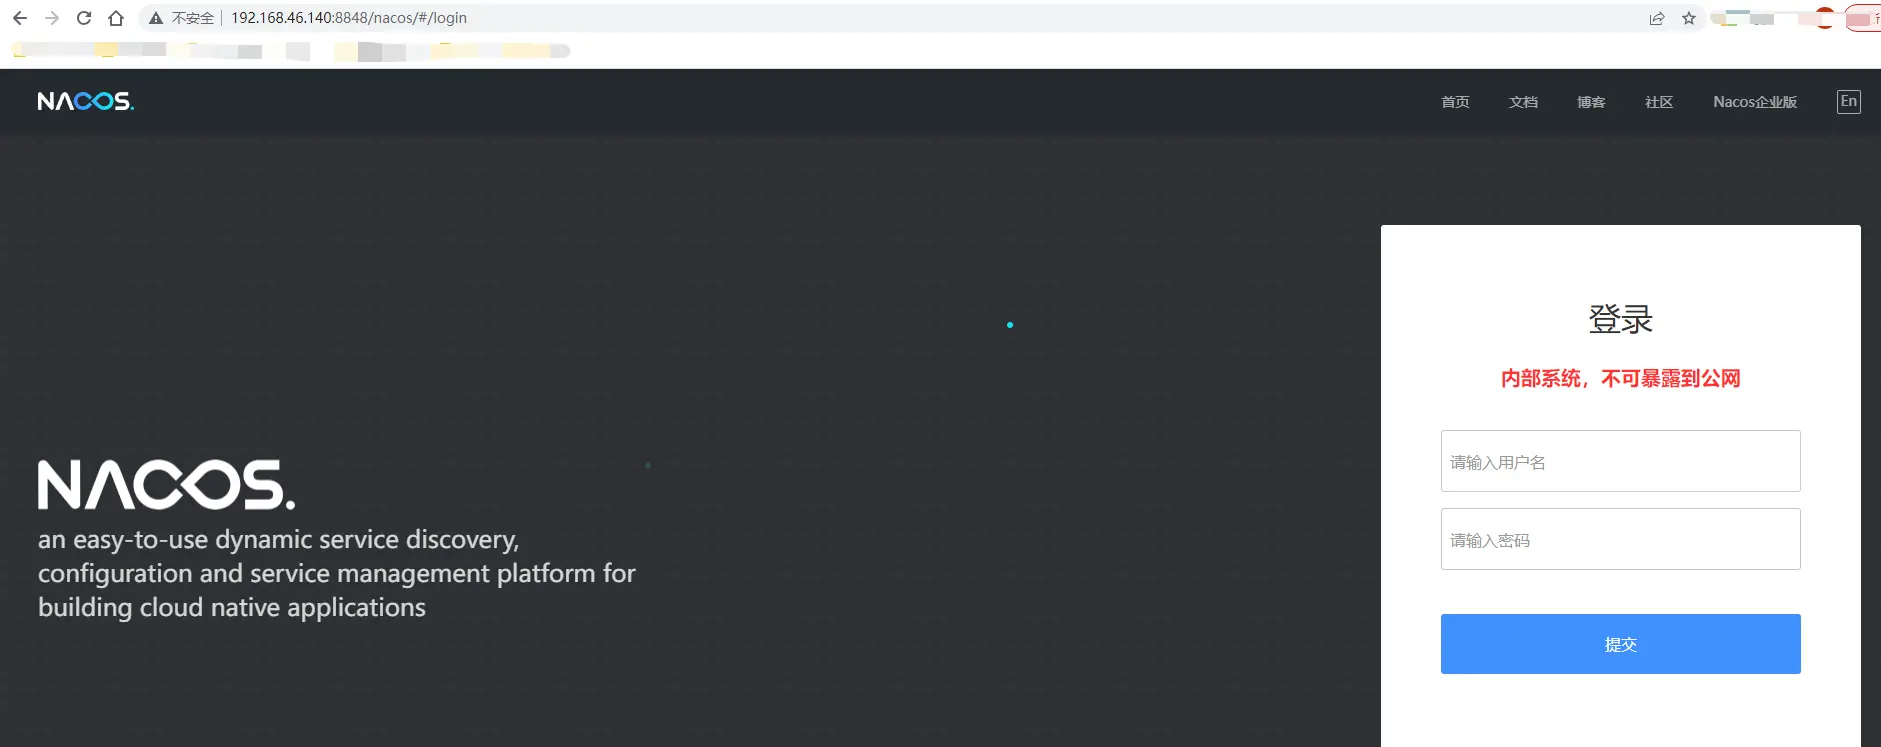 不安全 | 192.168.46.140:8848/nacos/#/login
NACOS.
首页 文档 博客 社区 Nacos企业版 En
登录
内部系统，不可暴露到公网
请输入用户名
请输入密码
提交
NACOS.
an easy-to-use dynamic service discovery,
configuration and service management platform for
building cloud native applications